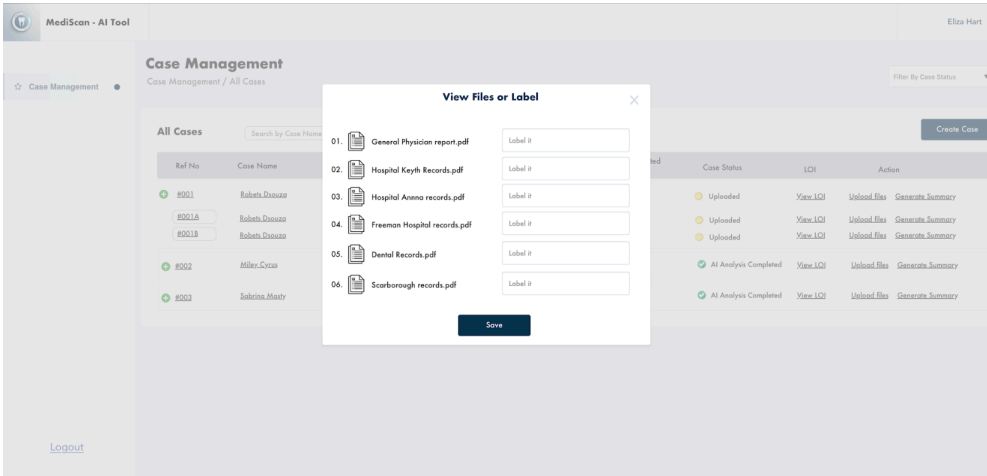 MediScan - AI Tool
Eliza Hart
Case Management
Case Management
Case Management / All Cases
Filter By Case Status
All Cases
Search by Case Name
Create Case
Ref No
Case Name
Case Status
LOI
Action
#001
Robets Dsouza
Uploaded
View LOI
Upload files
Generate Summary
#001A
Robets Dsouza
Uploaded
View LOI
Upload files
Generate Summary
#001B
Robets Dsouza
Uploaded
View LOI
Upload files
Generate Summary
#002
Miley Cyrus
AI Analysis Completed
View LOI
Upload files
Generate Summary
#003
Sabrina Masty
AI Analysis Completed
View LOI
Upload files
Generate Summary
Logout
View Files or Label
01. General Physician report.pdf
Label it
02. Hospital Keyth Records.pdf
Label it
03. Hospital Annna records.pdf
Label it
04. Freeman Hospital records.pdf
Label it
05. Dental Records.pdf
Label it
06. Scarborough records.pdf
Label it
Save